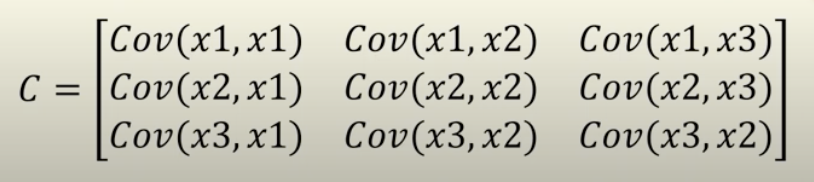 Cov(x1,x1) Cov(x1,x2) Cov(x1,x3)
C = Cov(x2,x1) Cov(x2,x2) Cov(x2,x3)
Cov(x3,x1) Cov(x3,x2) Cov(x3,x2)